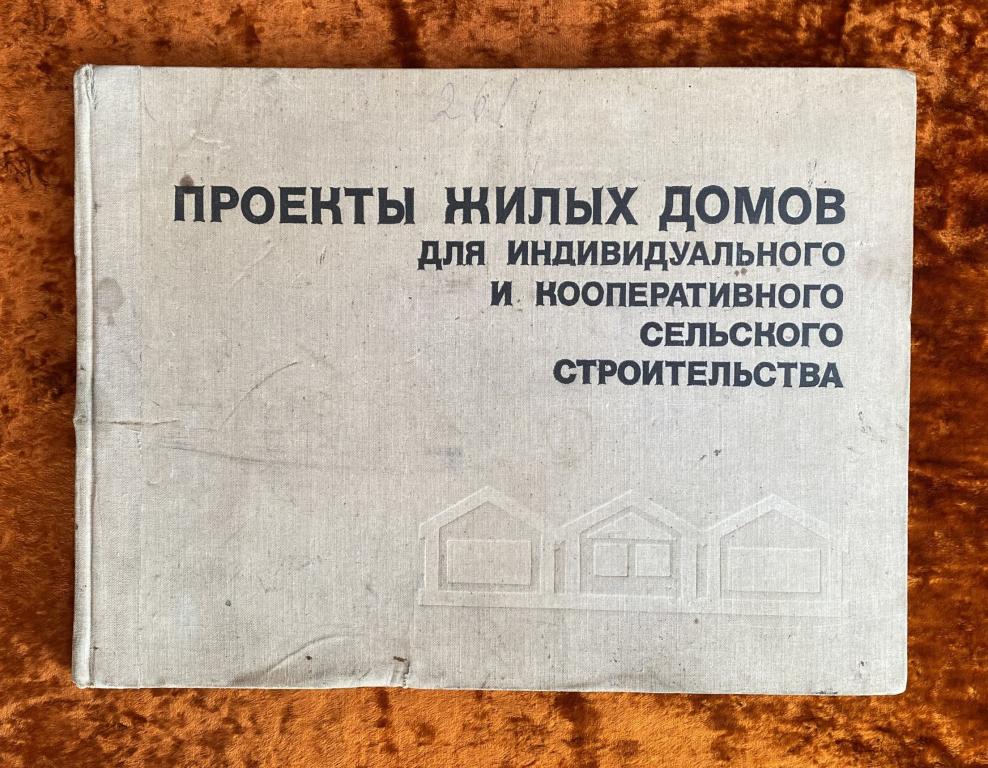 ПРОЕКТЫ ЖИЛЫХ ДОМОВ
ДЛЯ ИНДИВИДУАЛЬНОГО
И КООПЕРАТИВНОГО
СЕЛЬСКОГО
СТРОИТЕЛЬСТВА